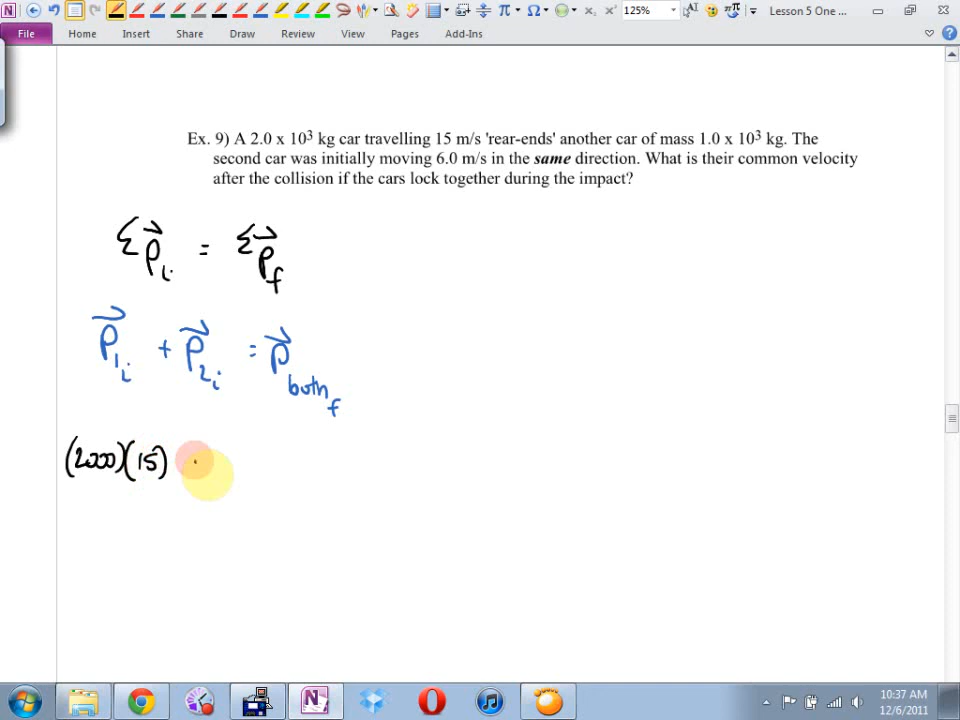 125%
Lesson 5 One ...
File Home Insert Share Draw Review Pages View Add-Ins
Ex. 9) A 2.0 x 10³ kg car travelling 15 m/s 'rear-ends' another car of mass 1.0 x 10³ kg. The
second car was initially moving 6.0 m/s in the same direction. What is their common velocity
after the collision if the cars lock together during the impact?
Σp⃗ᵢ = Σp⃗f
P⃗₁ᵢ + P⃗₂ᵢ = P⃗both f
(2000)(15)
10:37 AM
12/6/2011